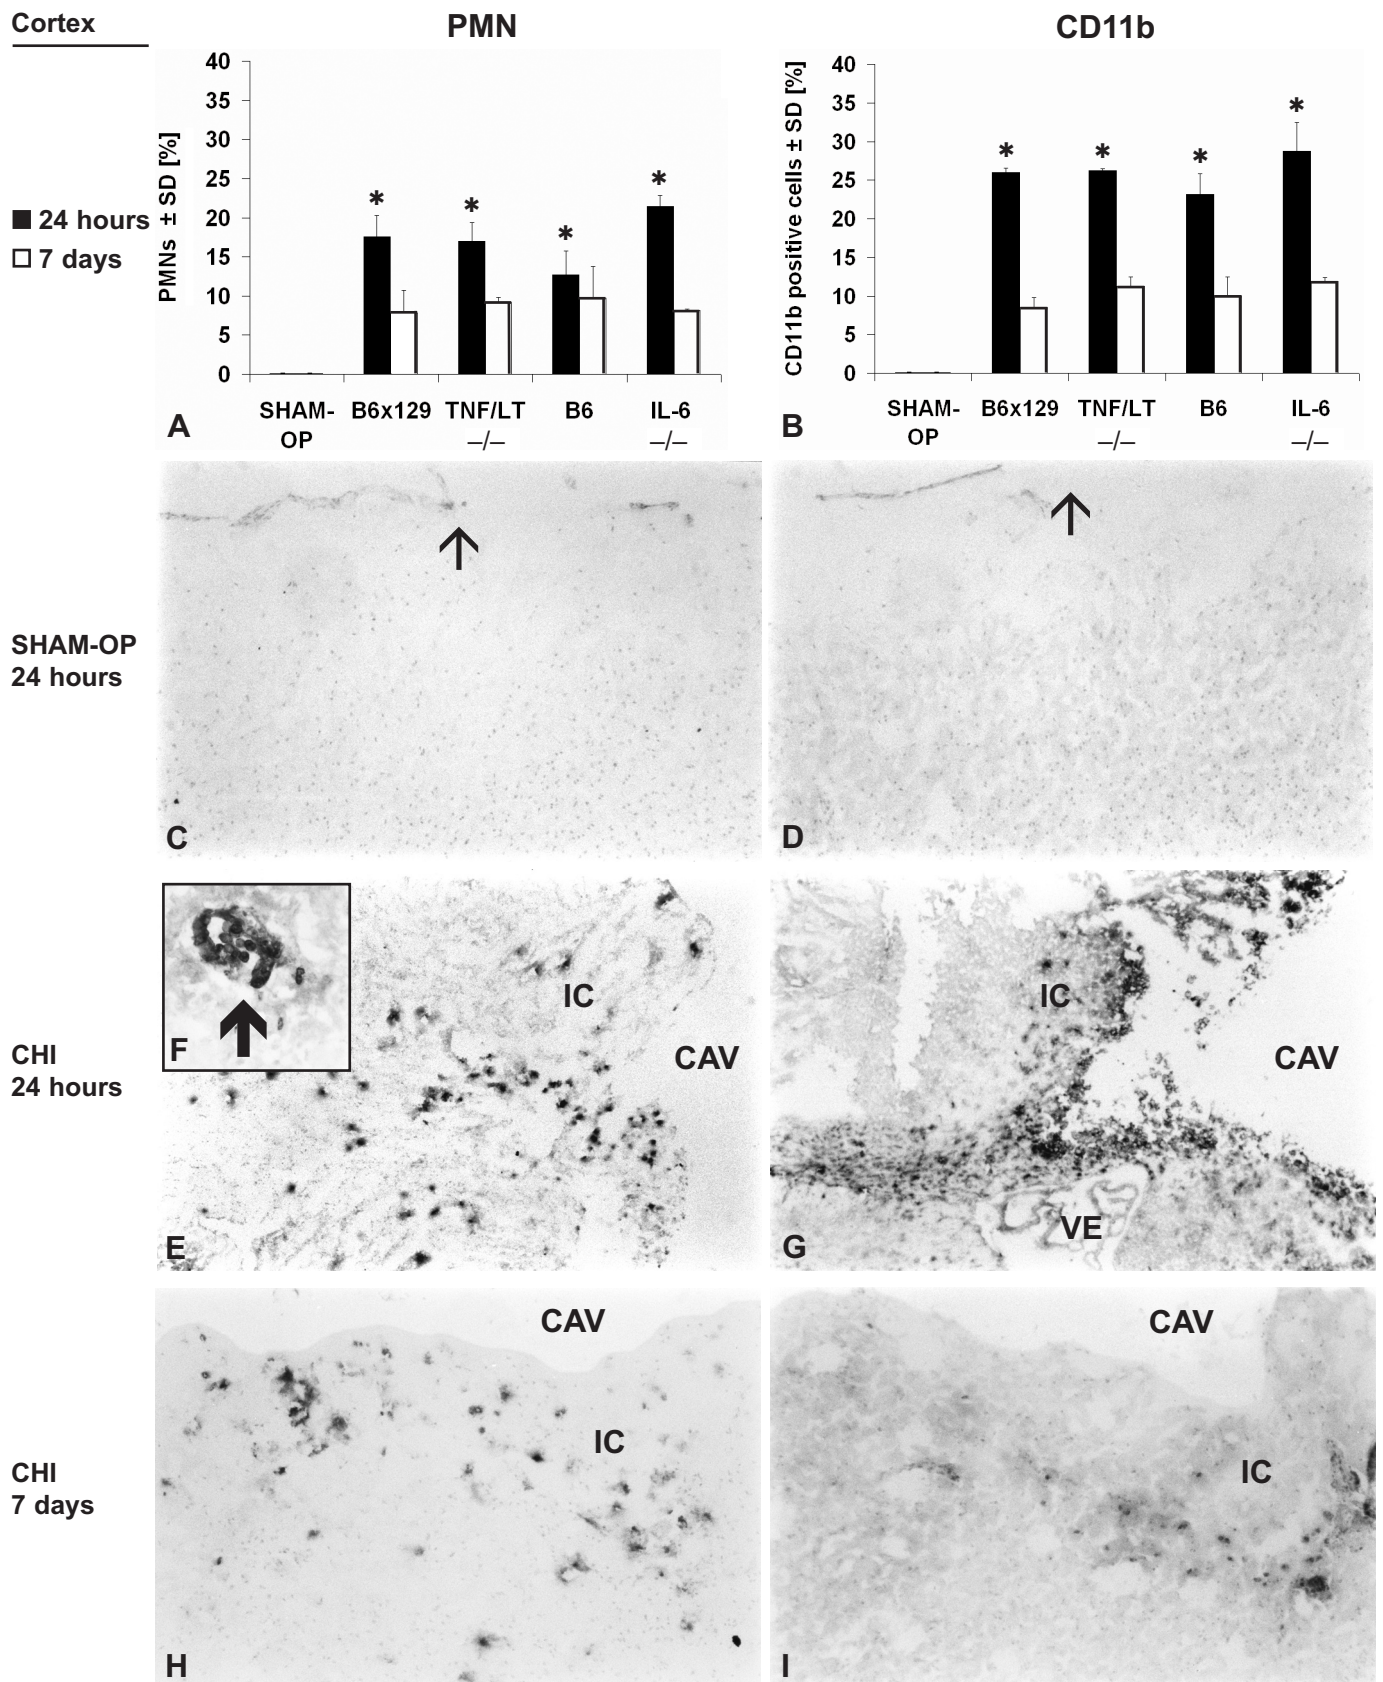 Cortex
PMN
CD11b
24 hours
7 days
PMNs ± SD [%]
40
35
30
25
20
15
10
5
0
*
*
*
*
SHAM-
OP
B6x129
TNF/LT
–/–
B6
IL-6
–/–
A
CD11b positive cells ± SD [%]
40
35
30
25
20
15
10
5
0
*
*
*
*
SHAM-
OP
B6x129
TNF/LT
–/–
B6
IL-6
–/–
B
SHAM-OP
24 hours
C
D
CHI
24 hours
F
IC
CAV
E
IC
CAV
VE
G
CHI
7 days
CAV
IC
H
CAV
IC
I